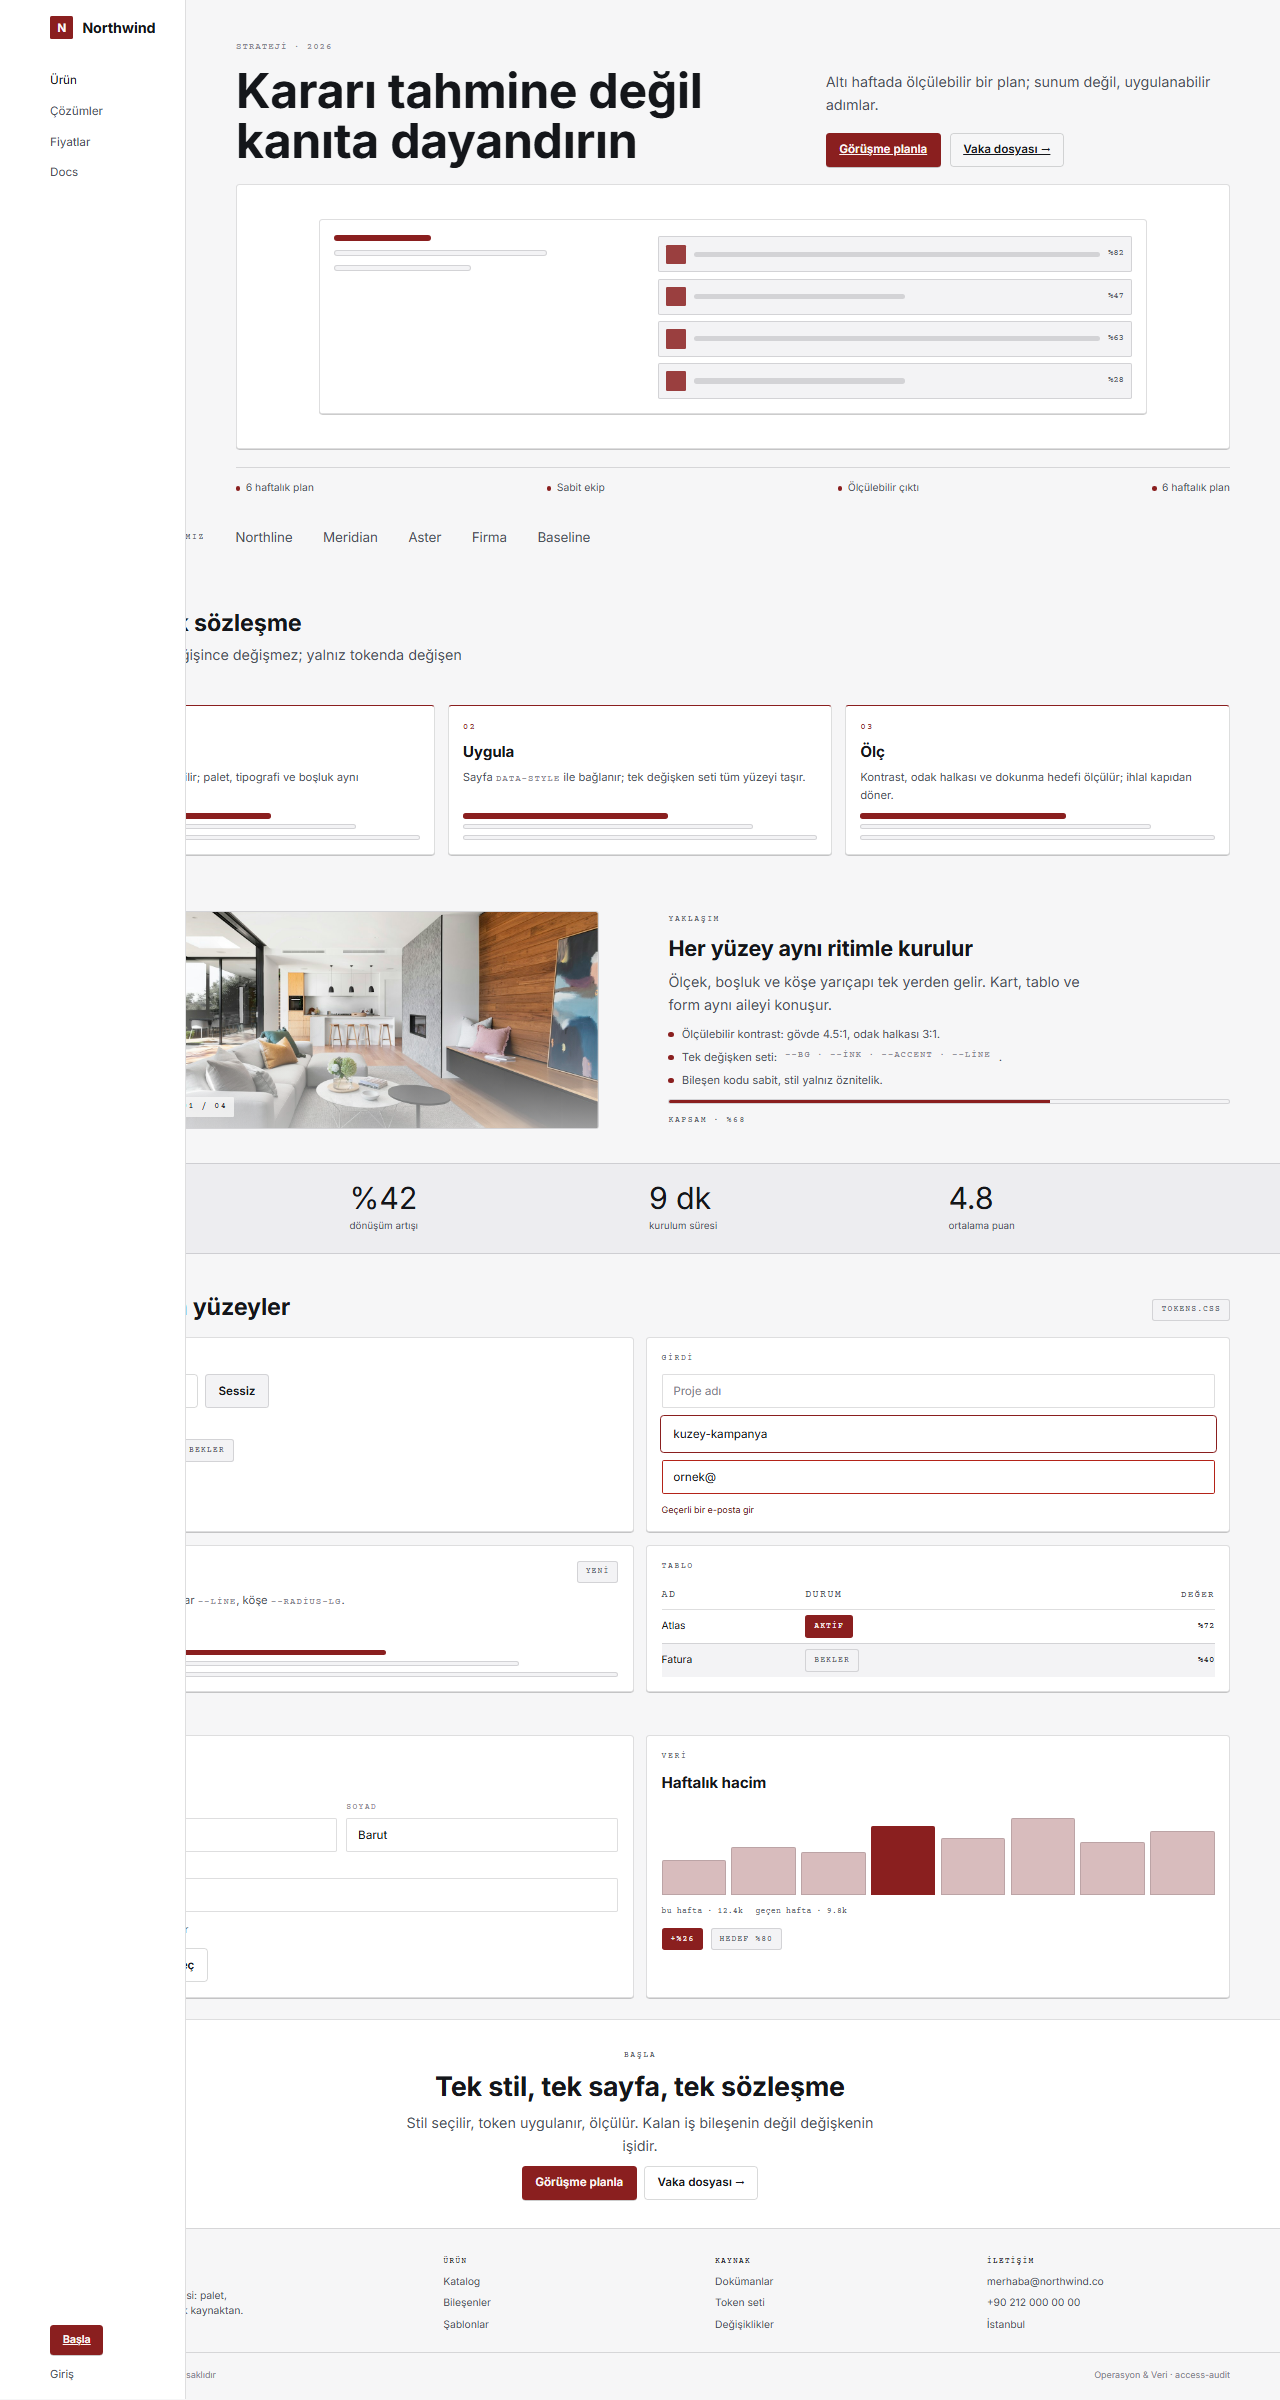 N Northwind
Ürün
Çözümler
Fiyatlar
Docs
STRATEJİ · 2026
Kararı tahmine değil
kanıta dayandırın
Altı haftada ölçülebilir bir plan; sunum değil, uygulanabilir
adımlar.
Görüşme planla
Vaka dosyası →
%82
%47
%63
%28
6 haftalık plan
Sabit ekip
Ölçülebilir çıktı
6 haftalık plan
MIZ
Northline
Meridian
Aster
Firma
Baseline
k sözleşme
ğişince değişmez; yalnız tokenda değişen
ilir; palet, tipografi ve boşluk aynı
02
Uygula
Sayfa DATA-STYLE ile bağlanır; tek değişken seti tüm yüzeyi taşır.
03
Ölç
Kontrast, odak halkası ve dokunma hedefi ölçülür; ihlal kapıdan
döner.
1 / 04
YAKLAŞIM
Her yüzey aynı ritimle kurulur
Ölçek, boşluk ve köşe yarıçapı tek yerden gelir. Kart, tablo ve
form aynı aileyi konuşur.
Ölçülebilir kontrast: gövde 4.5:1, odak halkası 3:1.
Tek değişken seti: --BG · --İNK · --ACCENT · --LİNE .
Bileşen kodu sabit, stil yalnız öznitelik.
KAPSAM · %68
%42
dönüşüm artışı
9 dk
kurulum süresi
4.8
ortalama puan
yüzeyler
TOKENS.CSS
Sessiz
BEKLER
GİRDİ
Proje adı
kuzey-kampanya
ornek@
Geçerli bir e-posta gir
YENİ
ar --LİNE, köşe --RADİUS-LG.
TABLO
AD DURUM DEĞER
Atlas AKTİF %72
Fatura BEKLER %40
SOYAD
Barut
r
eç
VERİ
Haftalık hacim
bu hafta · 12.4k geçen hafta · 9.8k
+%26
HEDEF %80
BAŞLA
Tek stil, tek sayfa, tek sözleşme
Stil seçilir, token uygulanır, ölçülür. Kalan iş bileşenin değil değişkenin
işidir.
Görüşme planla
Vaka dosyası →
si: palet,
k kaynaktan.
ÜRÜN
Katalog
Bileşenler
Şablonlar
KAYNAK
Dokümanlar
Token seti
Değişiklikler
İLETİŞİM
merhaba@northwind.co
+90 212 000 00 00
İstanbul
Başla
Giriş
saklıdır
Operasyon & Veri · access-audit